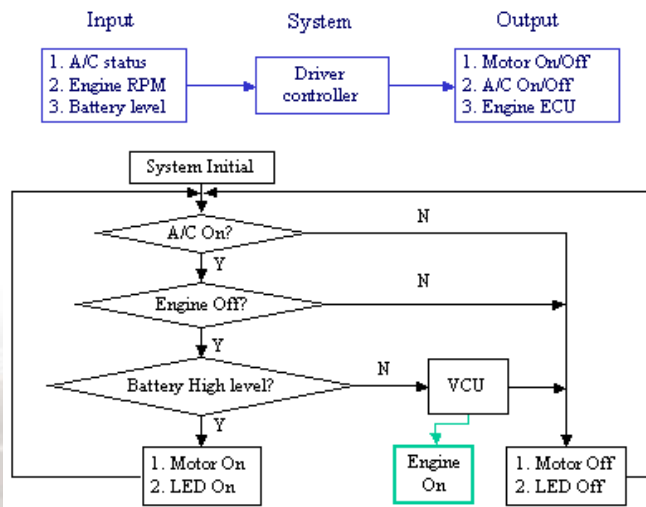 Input
System
Output
1. A/C status
2. Engine RPM
3. Battery level
Driver
controller
1. Motor On/Off
2. A/C On/Off
3. Engine ECU
System Initial
A/C On?
N
Y
Engine Off?
N
Y
Battery High level?
N
VCU
Y
1. Motor On
2. LED On
Engine
On
1. Motor Off
2. LED Off